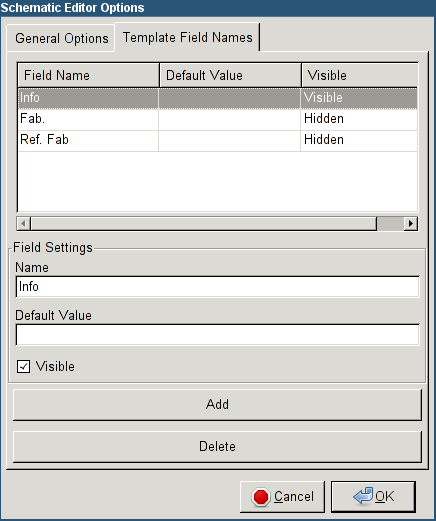 Schematic Editor Options
General Options Template Field Names
Field Name Default Value Visible
Info Visible
Fab. Hidden
Ref. Fab Hidden
Field Settings
Name
Info
Default Value
Visible
Add
Delete
Cancel OK